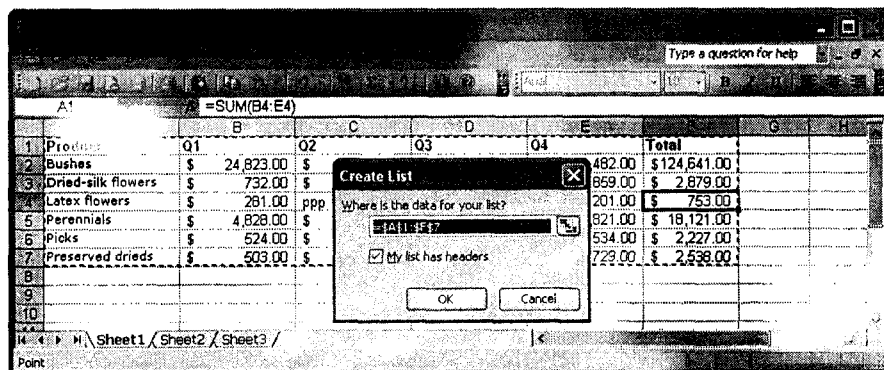 Type a question for help
Arial 10 B I U
A1 =SUM(B4:E4)
B C D E G H
1 Product Q1 Q2 Q3 Q4 Total
2 Bushes $ 24,823.00 $ 482.00 $124,641.00
3 Dried-silk flowers $ 732.00 $ 859.00 $ 2,879.00
4 Latex flowers $ 281.00 ppp 201.00 $ 753.00
5 Perennials $ 4,828.00 $ 821.00 $ 18,121.00
6 Picks $ 524.00 $ 534.00 $ 2,227.00
7 Preserved drieds $ 503.00 $ 729.00 $ 2,538.00
8
9
10
Create List
Where is the data for your list?
=$A$1:$F$7
My list has headers
OK Cancel
Sheet1 / Sheet2 / Sheet3 /
Point